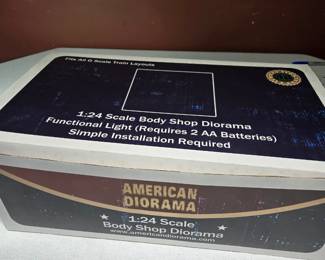 Fits All G Scale Train Layouts
1:24 Scale Body Shop Diorama
Functional Light (Requires 2 AA Batteries)
Simple Installation Required
AMERICAN
DIORAMA
1:24 Scale
Body Shop Diorama
www.americandiorama.com